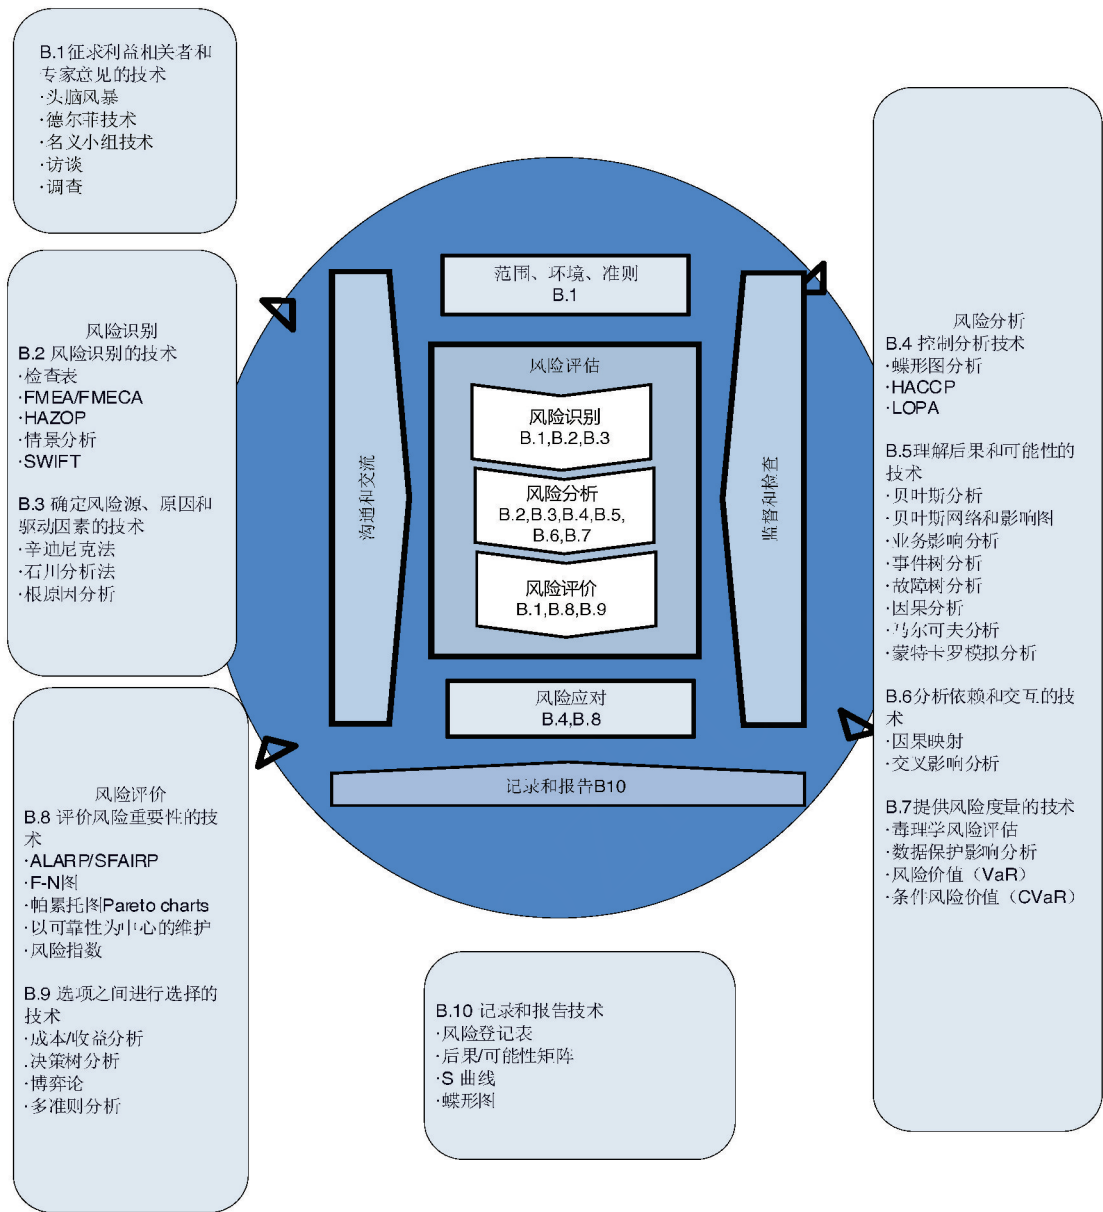 B.1征求利益相关者和
专家意见的技术
·头脑风暴
·德尔菲技术
·名义小组技术
·访谈
·调查
风险识别
B.2 风险识别的技术
·检查表
·FMEA/FMECA
·HAZOP
·情景分析
·SWIFT
B.3 确定风险源、原因和
驱动因素的技术
·辛迪尼克法
·石川分析法
·根原因分析
风险评价
B.8 评价风险重要性的技
术
·ALARP/SFAIRP
·F-N图
·帕累托图Pareto charts
·以可靠性为中心的维护
·风险指数
B.9 选项之间进行选择的
技术
·成本/收益分析
.决策树分析
·博弈论
·多准则分析
范围、环境、准则
B.1
沟通和交流
风险评估
风险识别
B.1,B.2,B.3
风险分析
B.2,B.3,B.4,B.5,
B.6,B.7
风险评价
B.1,B.8,B.9
监督和检查
风险应对
B.4,B.8
记录和报告B10
B.10 记录和报告技术
·风险登记表
·后果/可能性矩阵
·S 曲线
·蝶形图
风险分析
B.4 控制分析技术
·蝶形图分析
·HACCP
·LOPA
B.5理解后果和可能性的
技术
·贝叶斯分析
·贝叶斯网络和影响图
·业务影响分析
·事件树分析
·故障树分析
·因果分析
·马尔可夫分析
·蒙特卡罗模拟分析
B.6分析依赖和交互的技
术
·因果映射
·交叉影响分析
B.7提供风险度量的技术
·毒理学风险评估
·数据保护影响分析
·风险价值（VaR）
·条件风险价值（CVaR）